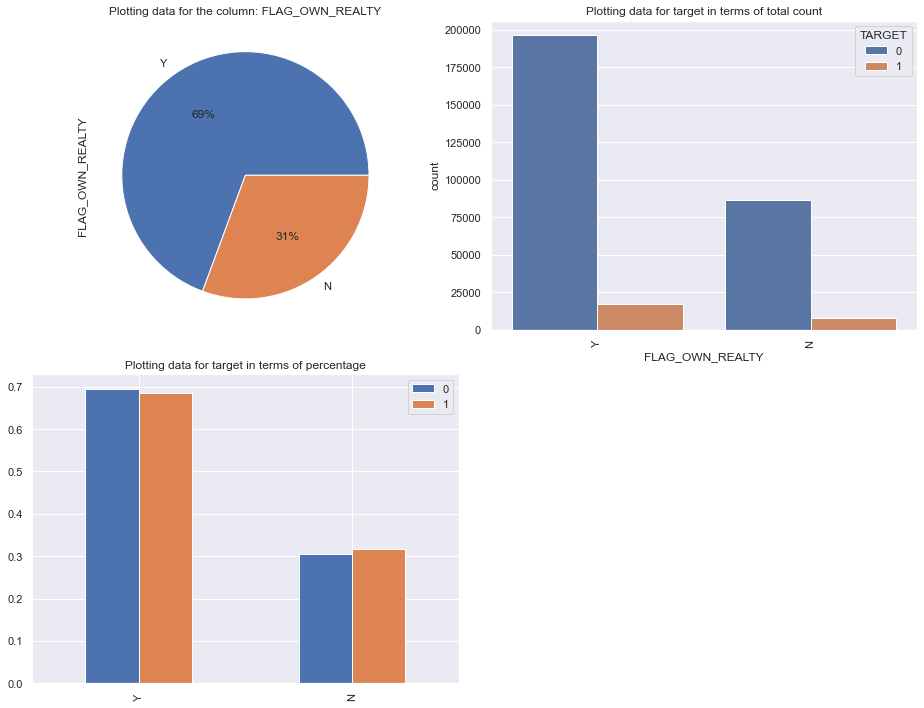 Plotting data for the column: FLAG_OWN_REALTY
Y
69%
FLAG_OWN_REALTY
31%
N
Plotting data for target in terms of total count
200000
175000
150000
125000
100000
75000
50000
25000
0
count
TARGET
0
1
Y
N
FLAG_OWN_REALTY
Plotting data for target in terms of percentage
0.7
0.6
0.5
0.4
0.3
0.2
0.1
0.0
0
1
Y
N